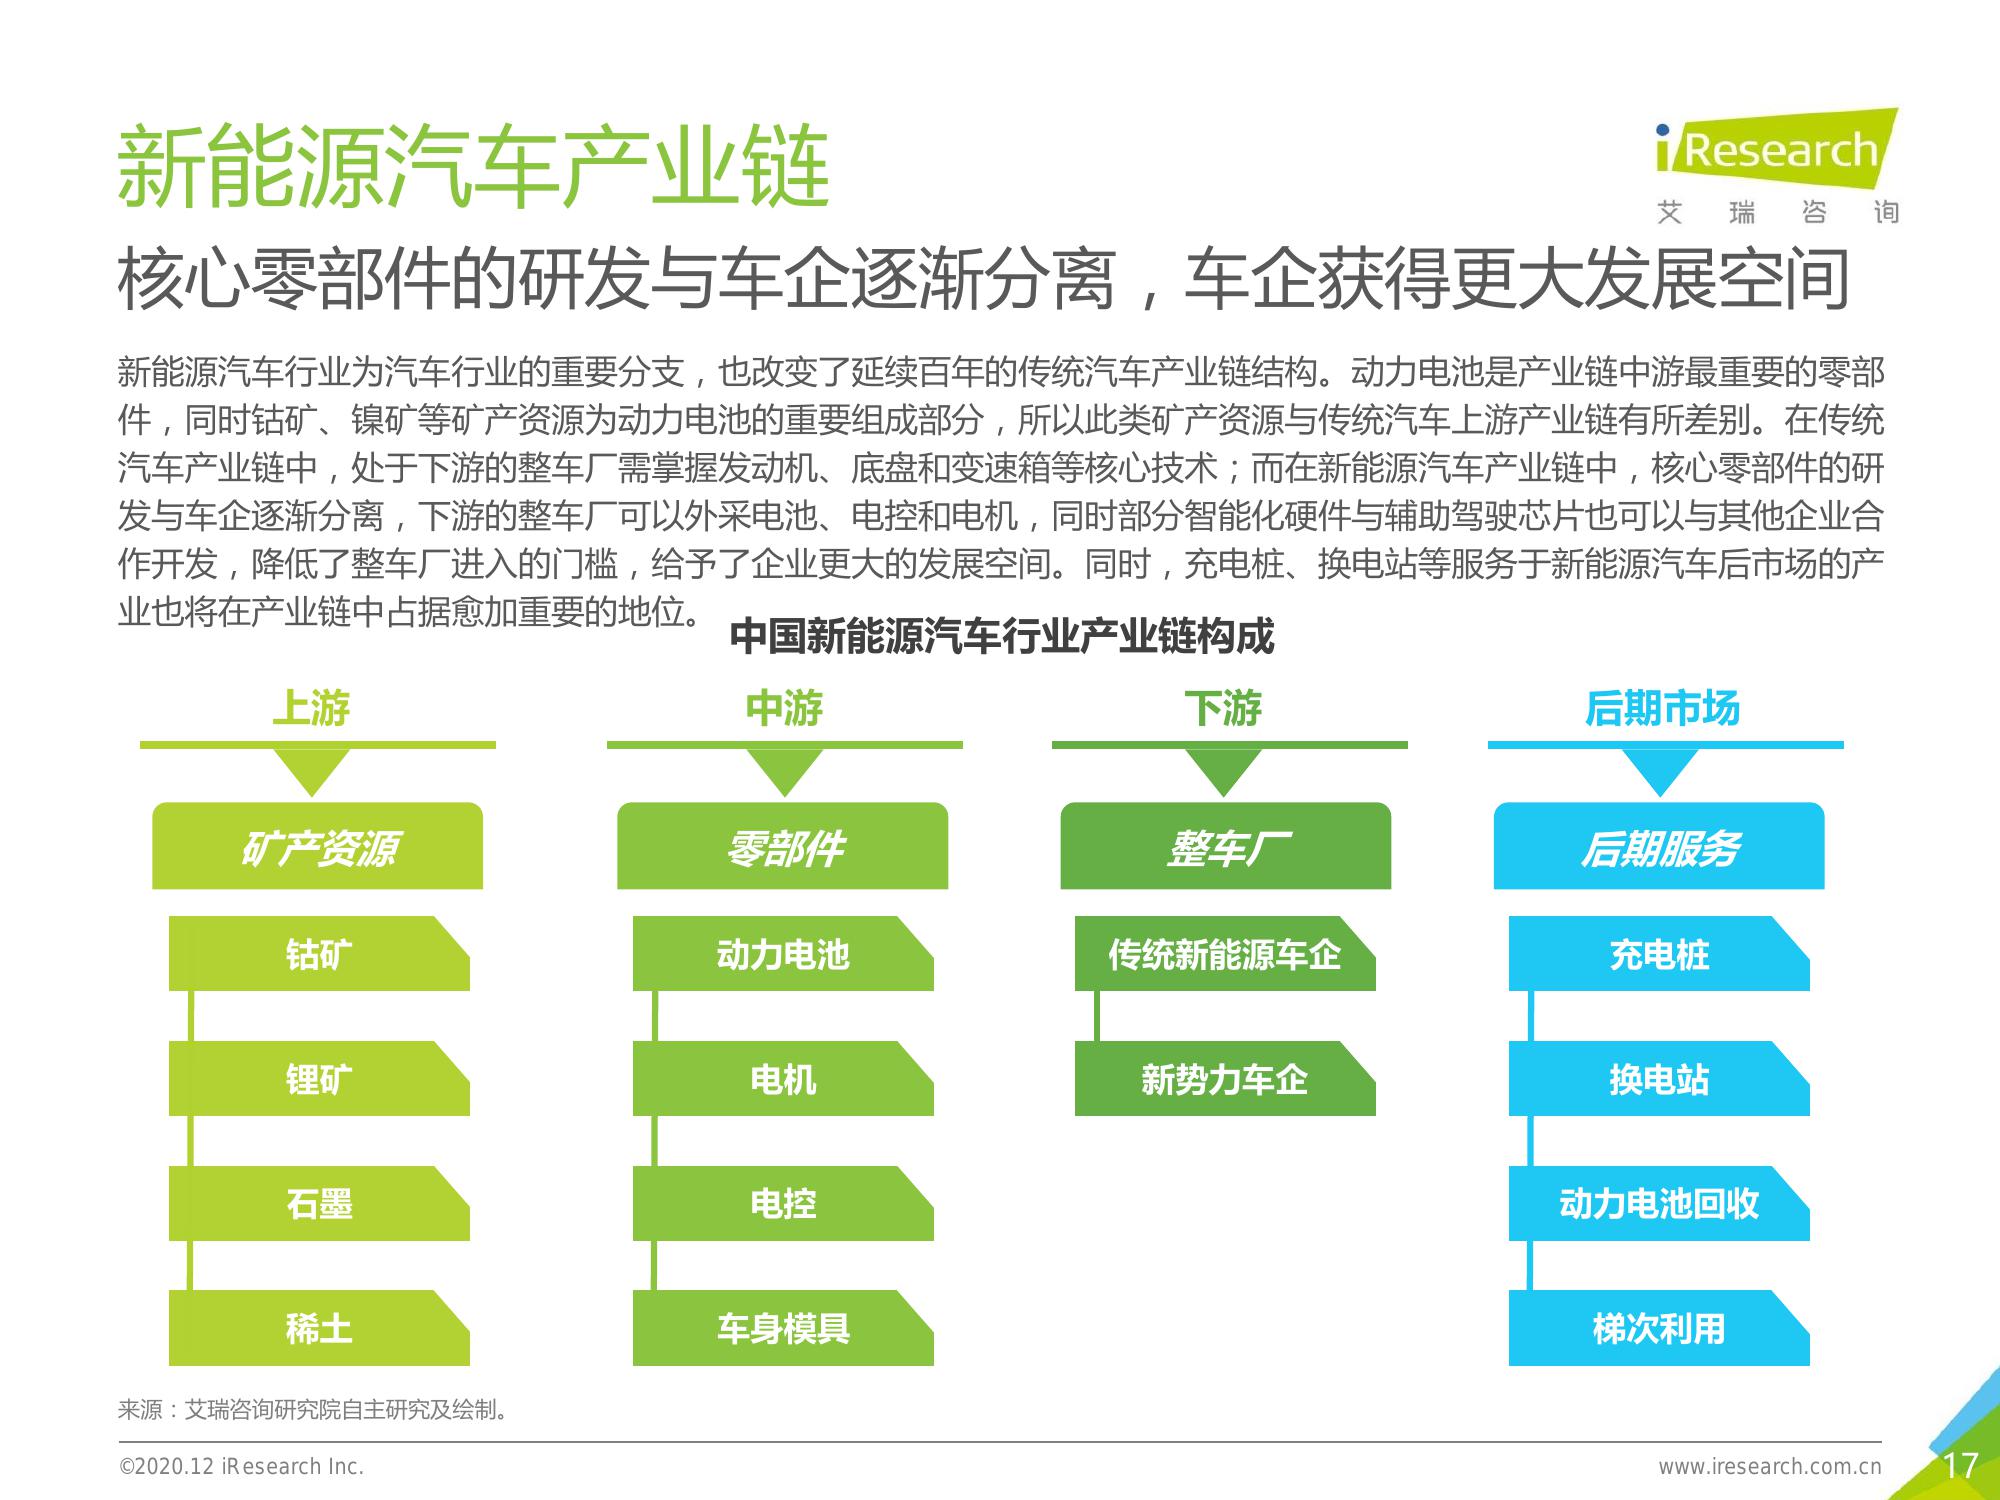 新能源汽车产业链
iResearch
艾瑞咨询
核心零部件的研发与车企逐渐分离，车企获得更大发展空间
新能源汽车行业为汽车行业的重要分支，也改变了延续百年的传统汽车产业链结构。动力电池是产业链中游最重要的零部
件，同时钴矿、镍矿等矿产资源为动力电池的重要组成部分，所以此类矿产资源与传统汽车上游产业链有所差别。在传统
汽车产业链中，处于下游的整车厂需掌握发动机、底盘和变速箱等核心技术；而在新能源汽车产业链中，核心零部件的研
发与车企逐渐分离，下游的整车厂可以外采电池、电控和电机，同时部分智能化硬件与辅助驾驶芯片也可以与其他企业合
作开发，降低了整车厂进入的门槛，给予了企业更大的发展空间。同时，充电桩、换电站等服务于新能源汽车后市场的产
业也将在产业链中占据愈加重要的地位。
中国新能源汽车行业产业链构成
上游
矿产资源
钴矿
锂矿
石墨
稀土
中游
零部件
动力电池
电机
电控
车身模具
下游
整车厂
传统新能源车企
新势力车企
后期市场
后期服务
充电桩
换电站
动力电池回收
梯次利用
来源：艾瑞咨询研究院自主研究及绘制。
©2020.12 iResearch Inc.
www.iresearch.com.cn
17